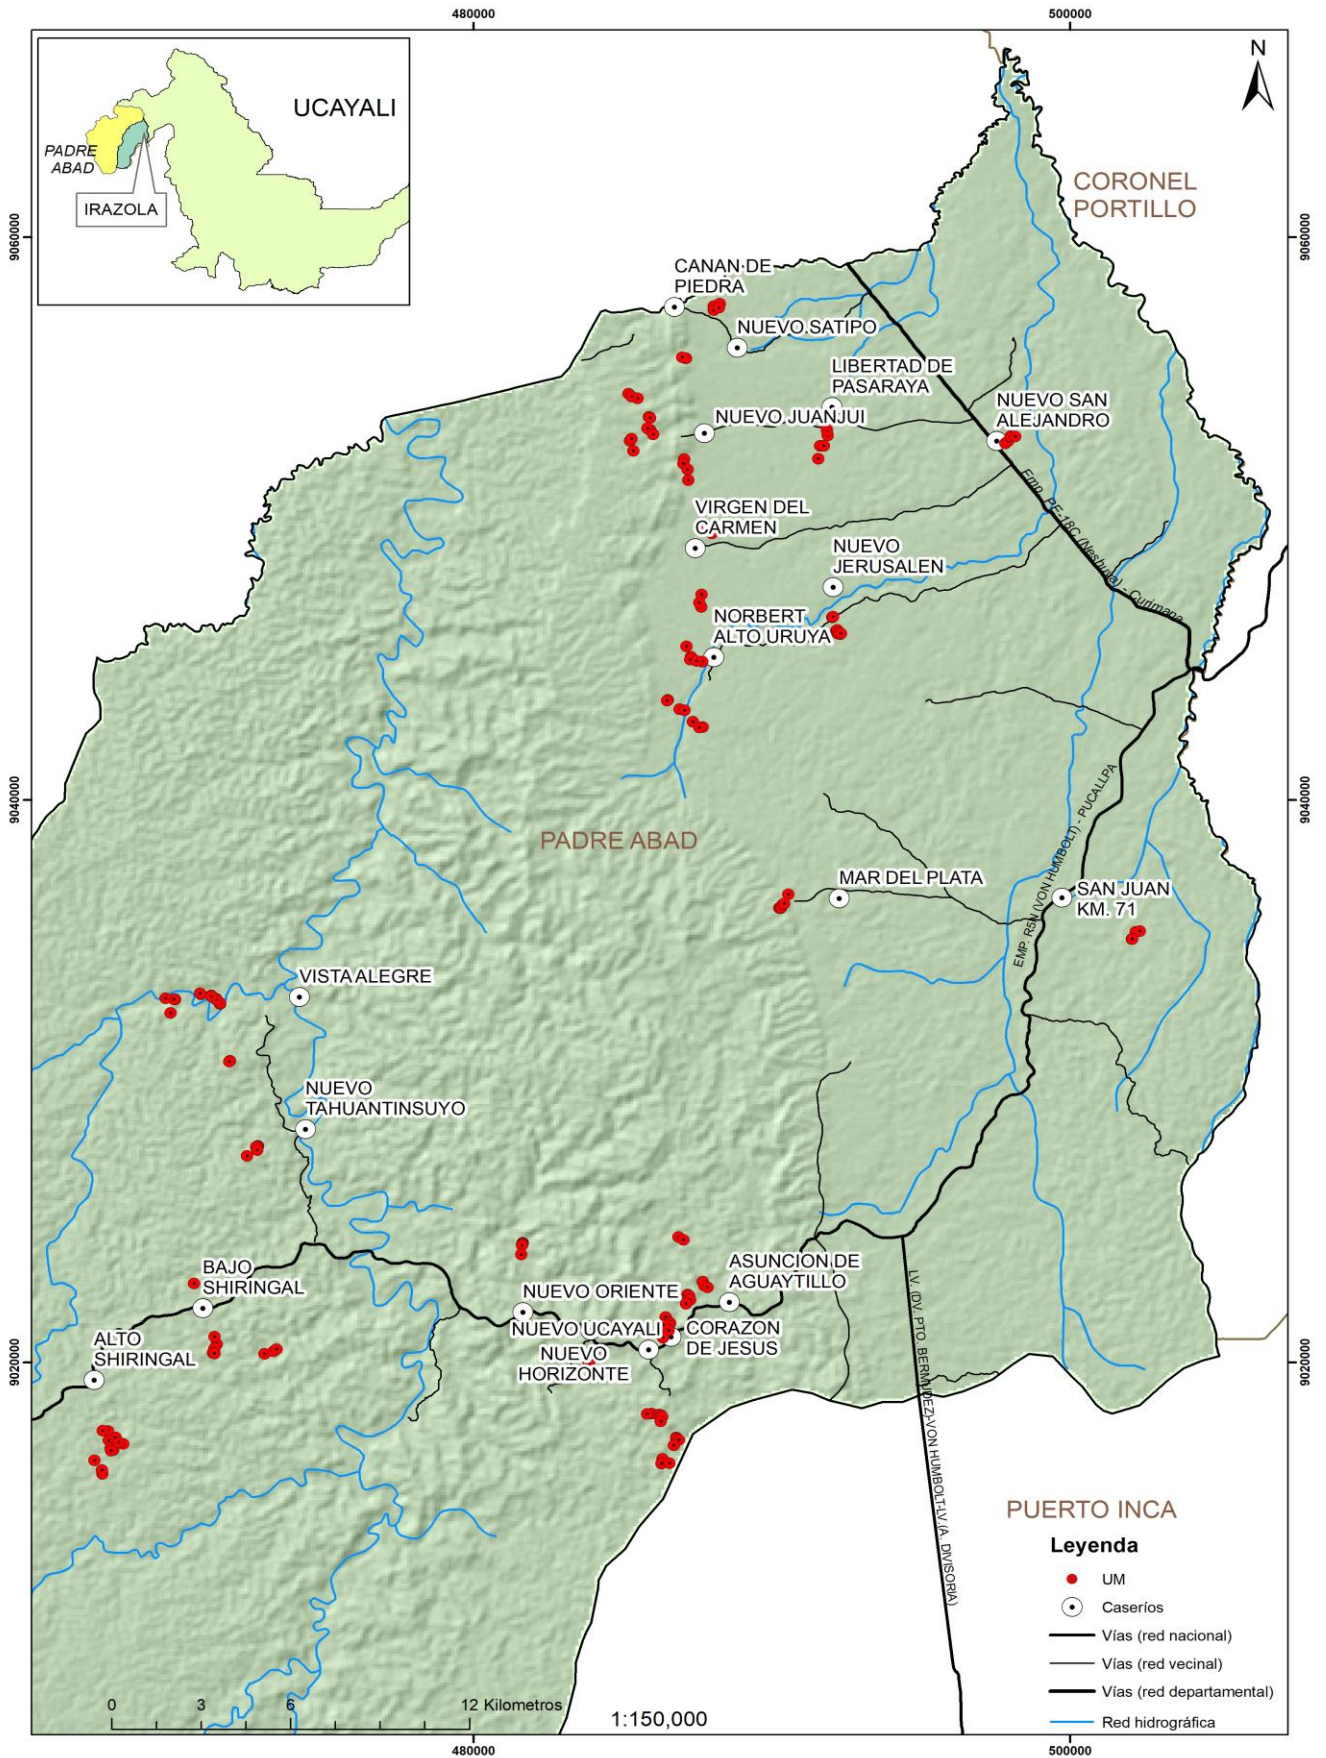 480000
500000
N
UCAYALI
PADRE
ABAD
IRAZOLA
CORONEL
PORTILLO
9060000
9060000
CANAN DE
PIEDRA
NUEVO SATIPO
LIBERTAD DE
PASARAYA
NUEVO JUANJUI
NUEVO SAN
ALEJANDRO
Emp. PE-18C (Neshuya) - Curimana
VIRGEN DEL
CARMEN
NUEVO
JERUSALEN
NORBERT
ALTO URUYA
9040000
9040000
PADRE ABAD
EMP. R5N (VON HUMBOLT) - PUCALLPA
MAR DEL PLATA
SAN JUAN
KM. 71
VISTA ALEGRE
NUEVO
TAHUANTINSUYO
BAJO
SHIRINGAL
ASUNCION DE
AGUAYTILLO
NUEVO ORIENTE
NUEVO UCAYALI
CORAZON
DE JESUS
NUEVO
HORIZONTE
ALTO
SHIRINGAL
9020000
9020000
LV. (DV. PTO. BERMUDEZ)-VON HUMBOLT-LV.(A. DIVISORIA)
PUERTO INCA
Leyenda
UM
Caseríos
Vías (red nacional)
Vías (red vecinal)
Vías (red departamental)
Red hidrográfica
0 3 6 12 Kilometros
1:150,000
480000
500000